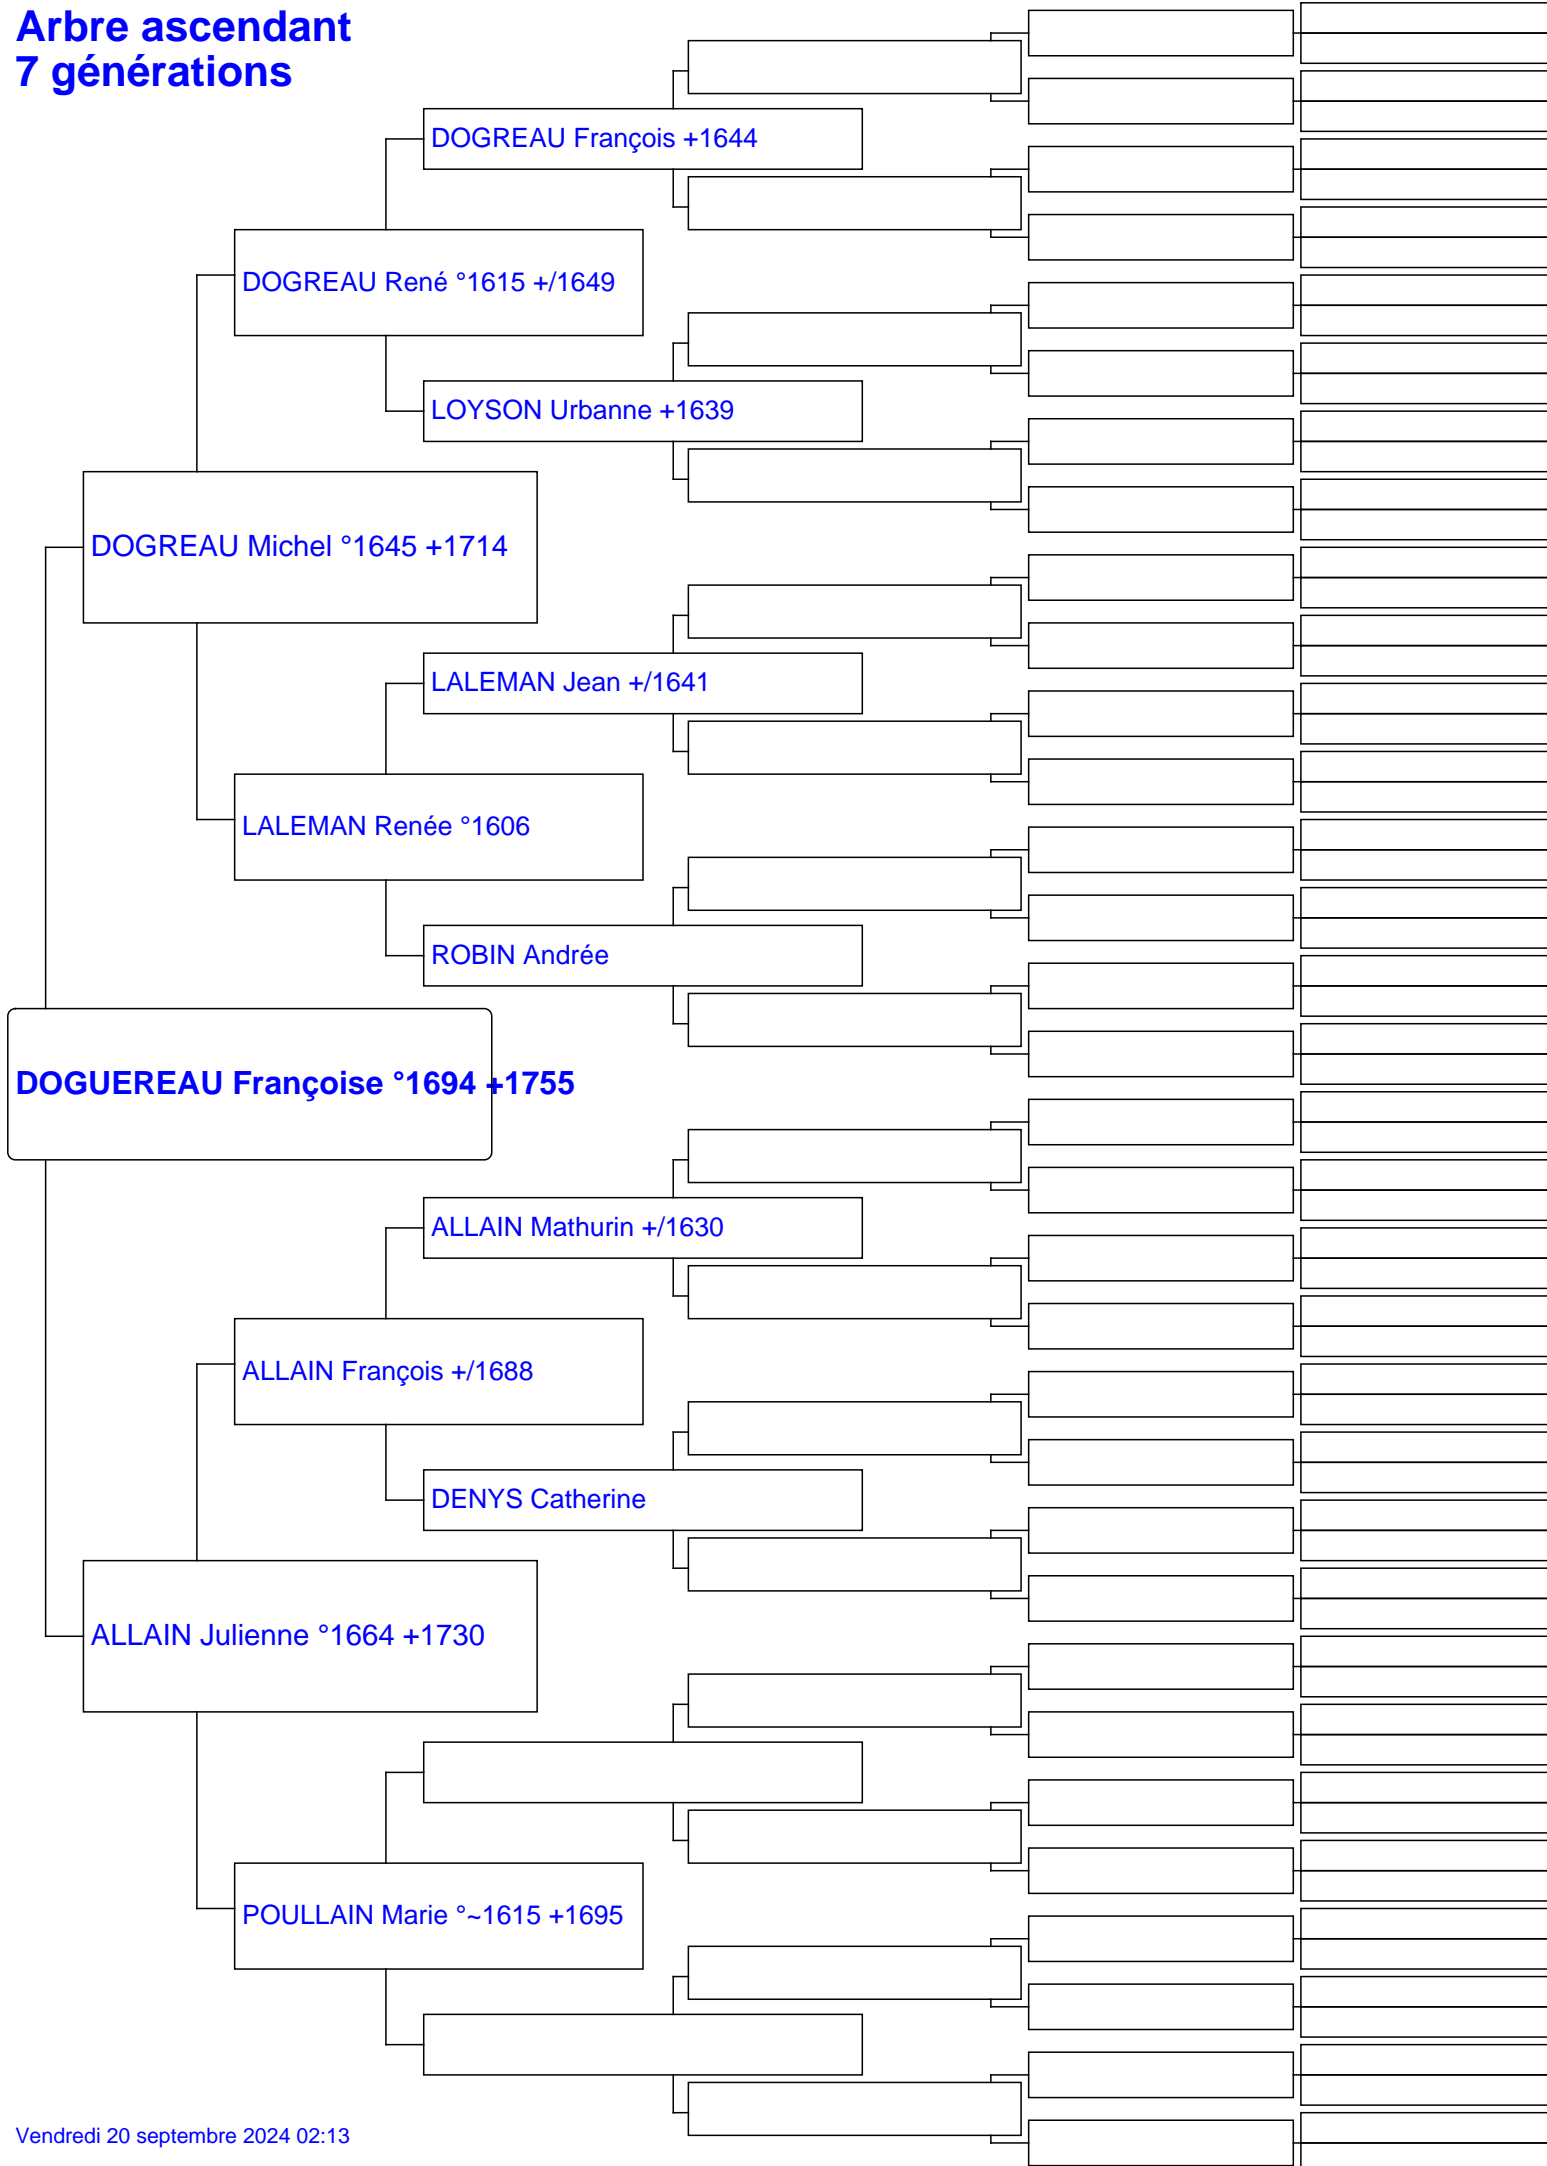 Arbre ascendant
7 générations
DOGREAU François +1644
DOGREAU René °1615 +/1649
LOYSON Urbanne +1639
DOGREAU Michel °1645 +1714
LALEMAN Jean +/1641
LALEMAN Renée °1606
ROBIN Andrée
DOGUEREAU Françoise °1694 +1755
ALLAIN Mathurin +/1630
ALLAIN François +/1688
DENYS Catherine
ALLAIN Julienne °1664 +1730
POULLAIN Marie °~1615 +1695
Vendredi 20 septembre 2024 02:13